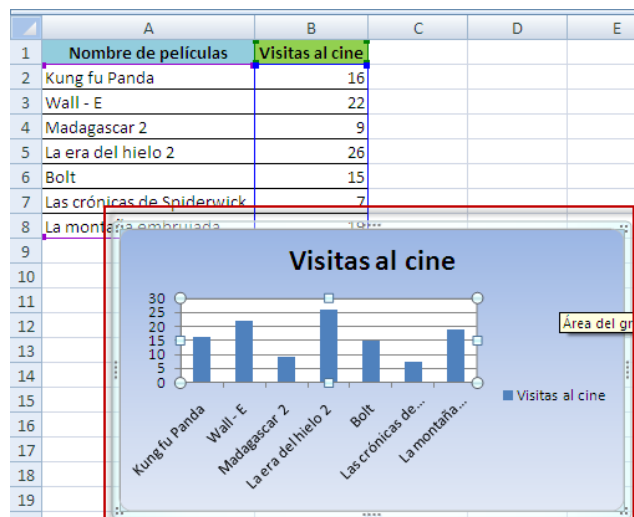 A B C D E
1 Nombre de películas Visitas al cine
2 Kung fu Panda 16
3 Wall - E 22
4 Madagascar 2 9
5 La era del hielo 2 26
6 Bolt 15
7 Las crónicas de Spiderwick 7
8 La montaña embrujada 19
9
10
11
12
13
14
15
16
17
18
19
Visitas al cine
30
25
20
15
10
5
0
Área del gr
Visitas al cine
Kung fu Panda
Wall - E
Madagascar 2
La era del hielo 2
Bolt
Las crónicas de...
La montaña...